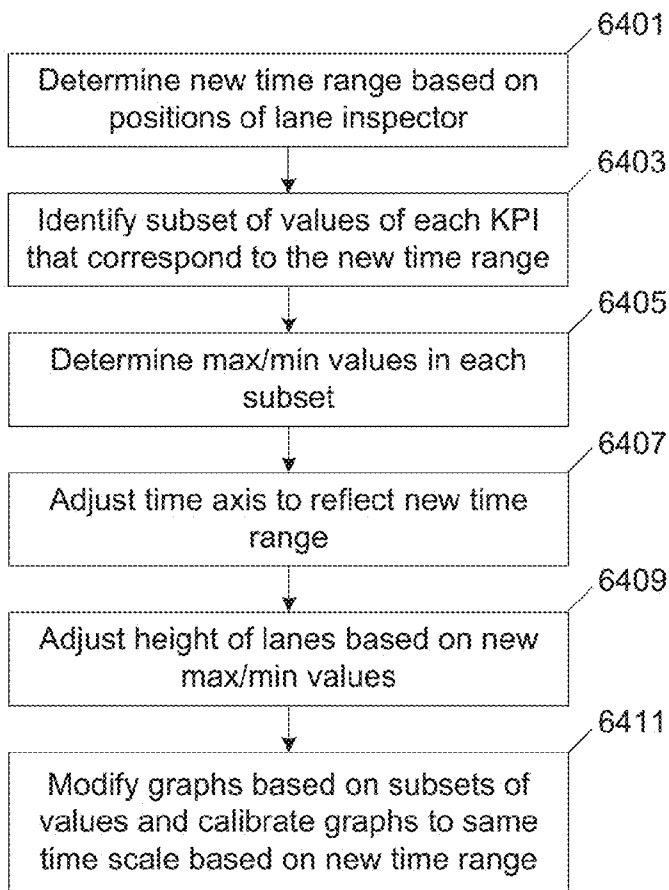 6401
Determine new time range based on
positions of lane inspector
6403
Identify subset of values of each KPI
that correspond to the new time range
6405
Determine max/min values in each
subset
6407
Adjust time axis to reflect new time
range
6409
Adjust height of lanes based on new
max/min values
6411
Modify graphs based on subsets of
values and calibrate graphs to same
time scale based on new time range